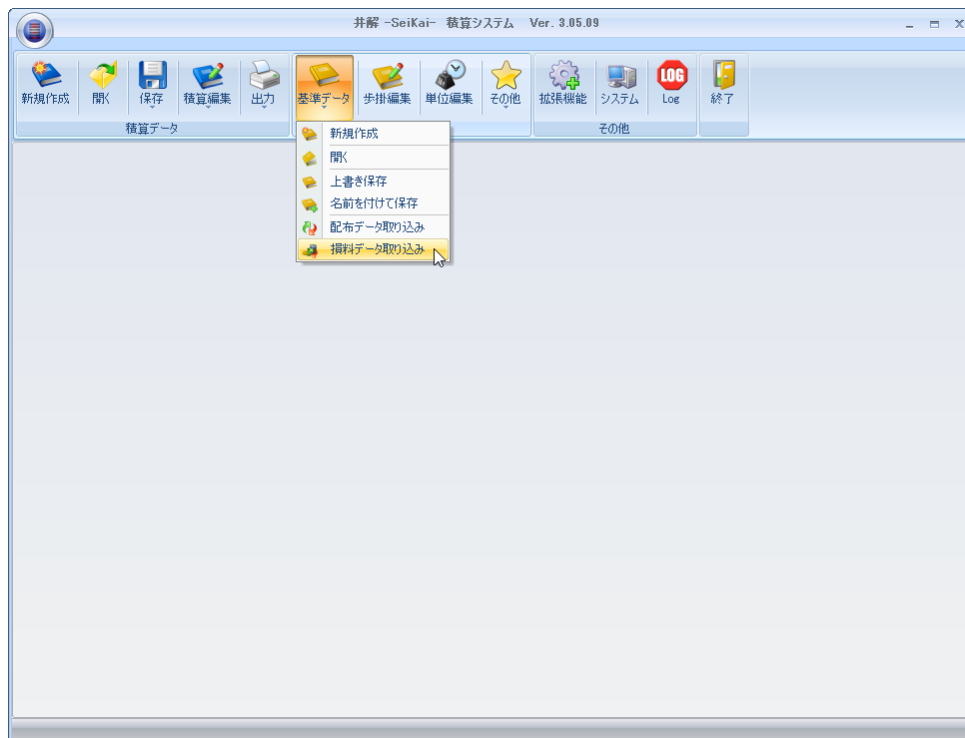 井解 -SeiKai- 積算システム Ver. 3.05.09
新規作成 開く 保存 積算編集 出力 基準データ 歩掛編集 単位編集 その他 拡張機能 システム LOG Log 終了
積算データ その他
新規作成
開く
上書き保存
名前を付けて保存
配布データ取り込み
損料データ取り込み